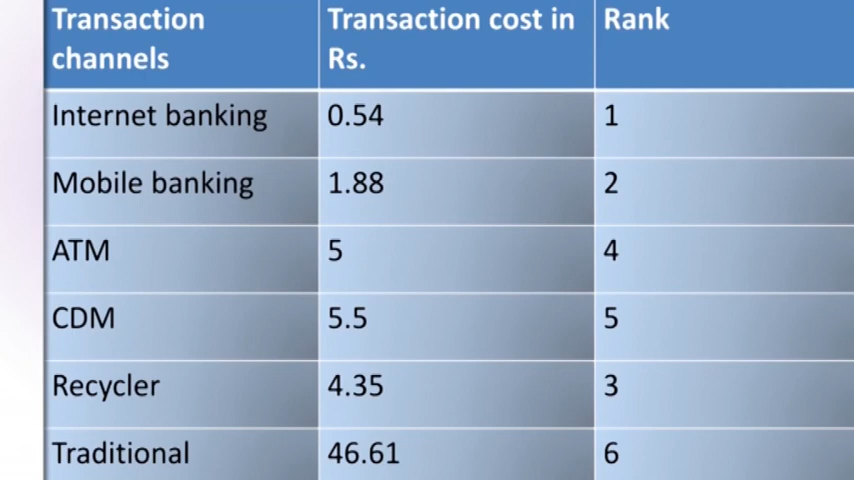 Transaction channels Transaction cost in Rs. Rank
Internet banking 0.54 1
Mobile banking 1.88 2
ATM 5 4
CDM 5.5 5
Recycler 4.35 3
Traditional 46.61 6